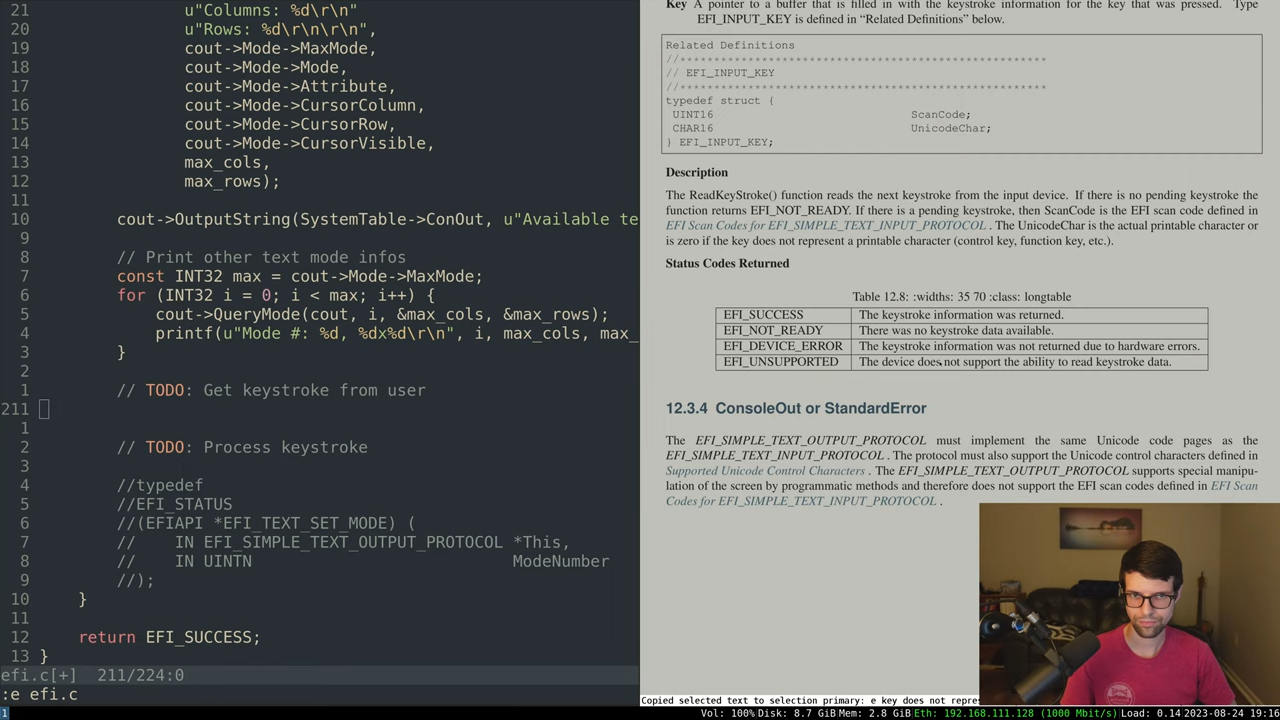 21 u"Columns: %d\r\n"
20 u"Rows: %d\r\n\r\n",
19 cout->Mode->MaxMode,
18 cout->Mode->Mode,
17 cout->Mode->Attribute,
16 cout->Mode->CursorColumn,
15 cout->Mode->CursorRow,
14 cout->Mode->CursorVisible,
13 max_cols,
12 max_rows);
11
10 cout->OutputString(SystemTable->ConOut, u"Available te
9
8 // Print other text mode infos
7 const INT32 max = cout->Mode->MaxMode;
6 for (INT32 i = 0; i < max; i++) {
5 cout->QueryMode(cout, i, &max_cols, &max_rows);
4 printf(u"Mode #: %d, %dx%d\r\n", i, max_cols, max_
3 }
2
1 // TODO: Get keystroke from user
211
1
2 // TODO: Process keystroke
3
4 //typedef
5 //EFI_STATUS
6 //(EFIAPI *EFI_TEXT_SET_MODE) (
7 // IN EFI_SIMPLE_TEXT_OUTPUT_PROTOCOL *This,
8 // IN UINTN ModeNumber
9 //);
10 }
11
12 return EFI_SUCCESS;
13 }
efi.c[+] 211/224:0
:e efi.c
Key A pointer to a buffer that is filled in with the keystroke information for the key that was pressed. Type
EFI_INPUT_KEY is defined in “Related Definitions” below.
Related Definitions
//*******************************************************
// EFI_INPUT_KEY
//*******************************************************
typedef struct {
UINT16 ScanCode;
CHAR16 UnicodeChar;
} EFI_INPUT_KEY;
Description
The ReadKeyStroke() function reads the next keystroke from the input device. If there is no pending keystroke the
function returns EFI_NOT_READY. If there is a pending keystroke, then ScanCode is the EFI scan code defined in
EFI Scan Codes for EFI_SIMPLE_TEXT_INPUT_PROTOCOL . The UnicodeChar is the actual printable character or
is zero if the key does not represent a printable character (control key, function key, etc.).
Status Codes Returned
Table 12.8: :widths: 35 70 :class: longtable
EFI_SUCCESS The keystroke information was returned.
EFI_NOT_READY There was no keystroke data available.
EFI_DEVICE_ERROR The keystroke information was not returned due to hardware errors.
EFI_UNSUPPORTED The device does not support the ability to read keystroke data.
12.3.4 ConsoleOut or StandardError
The EFI_SIMPLE_TEXT_OUTPUT_PROTOCOL must implement the same Unicode code pages as the
EFI_SIMPLE_TEXT_INPUT_PROTOCOL . The protocol must also support the Unicode control characters defined in
Supported Unicode Control Characters . The EFI_SIMPLE_TEXT_OUTPUT_PROTOCOL supports special manipu-
lation of the screen by programmatic methods and therefore does not support the EFI scan codes defined in EFI Scan
Codes for EFI_SIMPLE_TEXT_INPUT_PROTOCOL .
Copied selected text to selection primary: e key does not repres
1 Vol: 100% Disk: 8.7 GiB Mem: 2.8 GiB Eth: 192.168.111.128 (1000 Mbit/s) Load: 0.14 2023-08-24 19:16